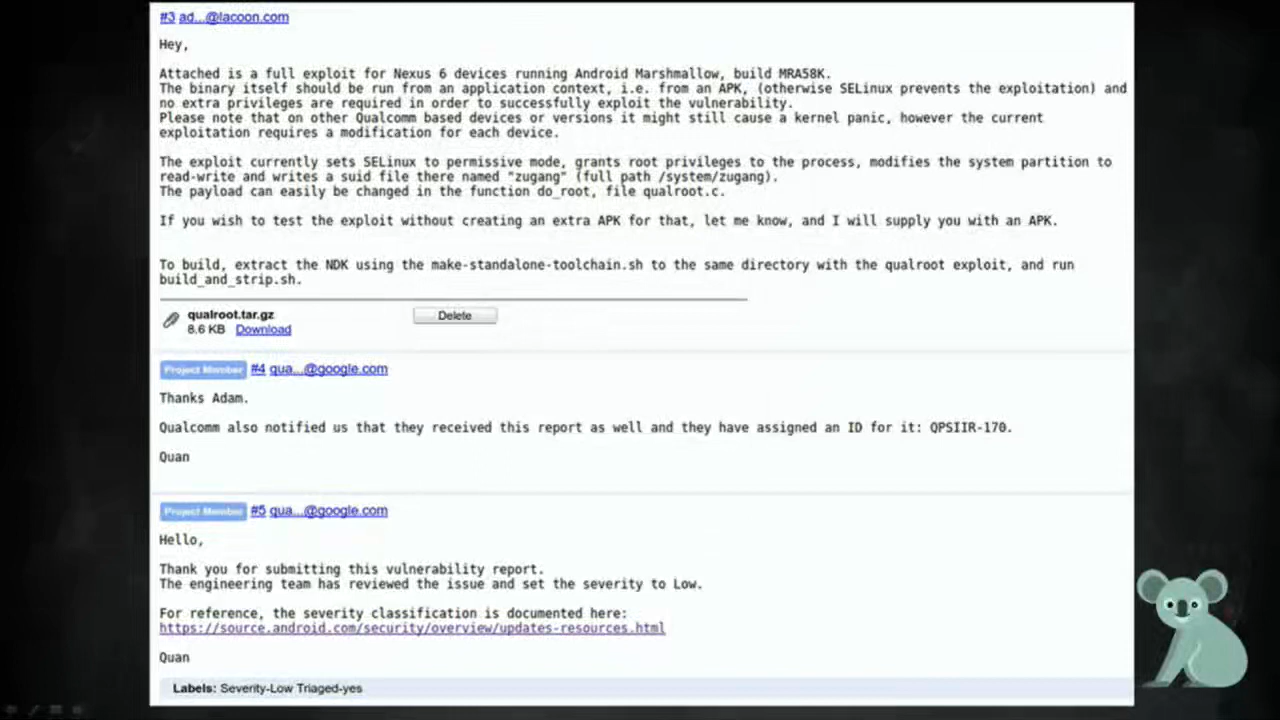 #3 ad...@lacoon.com
Hey,
Attached is a full exploit for Nexus 6 devices running Android Marshmallow, build MRA58K.
The binary itself should be run from an application context, i.e. from an APK, (otherwise SELinux prevents the exploitation) and
no extra privileges are required in order to successfully exploit the vulnerability.
Please note that on other Qualcomm based devices or versions it might still cause a kernel panic, however the current
exploitation requires a modification for each device.
The exploit currently sets SELinux to permissive mode, grants root privileges to the process, modifies the system partition to
read-write and writes a suid file there named "zugang" (full path /system/zugang).
The payload can easily be changed in the function do_root, file qualroot.c.
If you wish to test the exploit without creating an extra APK for that, let me know, and I will supply you with an APK.
To build, extract the NDK using the make-standalone-toolchain.sh to the same directory with the qualroot exploit, and run
build_and_strip.sh.
qualroot.tar.gz
8.6 KB Download
Delete
Project Member #4 qua...@google.com
Thanks Adam.
Qualcomm also notified us that they received this report as well and they have assigned an ID for it: QPSIIR-170.
Quan
Project Member #5 qua...@google.com
Hello,
Thank you for submitting this vulnerability report.
The engineering team has reviewed the issue and set the severity to Low.
For reference, the severity classification is documented here:
https://source.android.com/security/overview/updates-resources.html
Quan
Labels: Severity-Low Triaged-yes